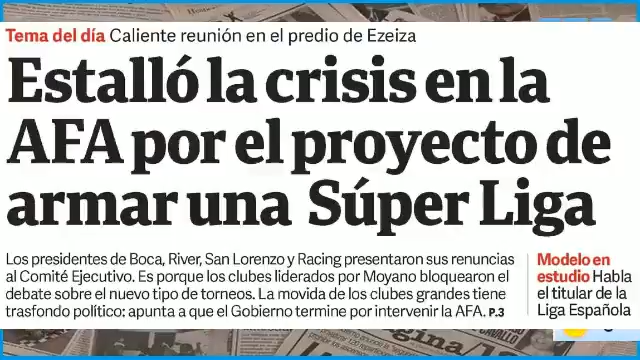 Tema del día Caliente reunión en el predio de Ezeiza
Estalló la crisis en la
AFA por el proyecto de
armar una Súper Liga
Los presidentes de Boca, River, San Lorenzo y Racing presentaron sus renuncias
al Comité Ejecutivo. Es porque los clubes liderados por Moyano bloquearon el
debate sobre el nuevo tipo de torneos. La movida de los clubes grandes tiene
trasfondo político: apunta a que el Gobierno termine por intervenir la AFA. P.3
Modelo en
estudio Habla
el titular de la
Liga Española
CAVALLO
página